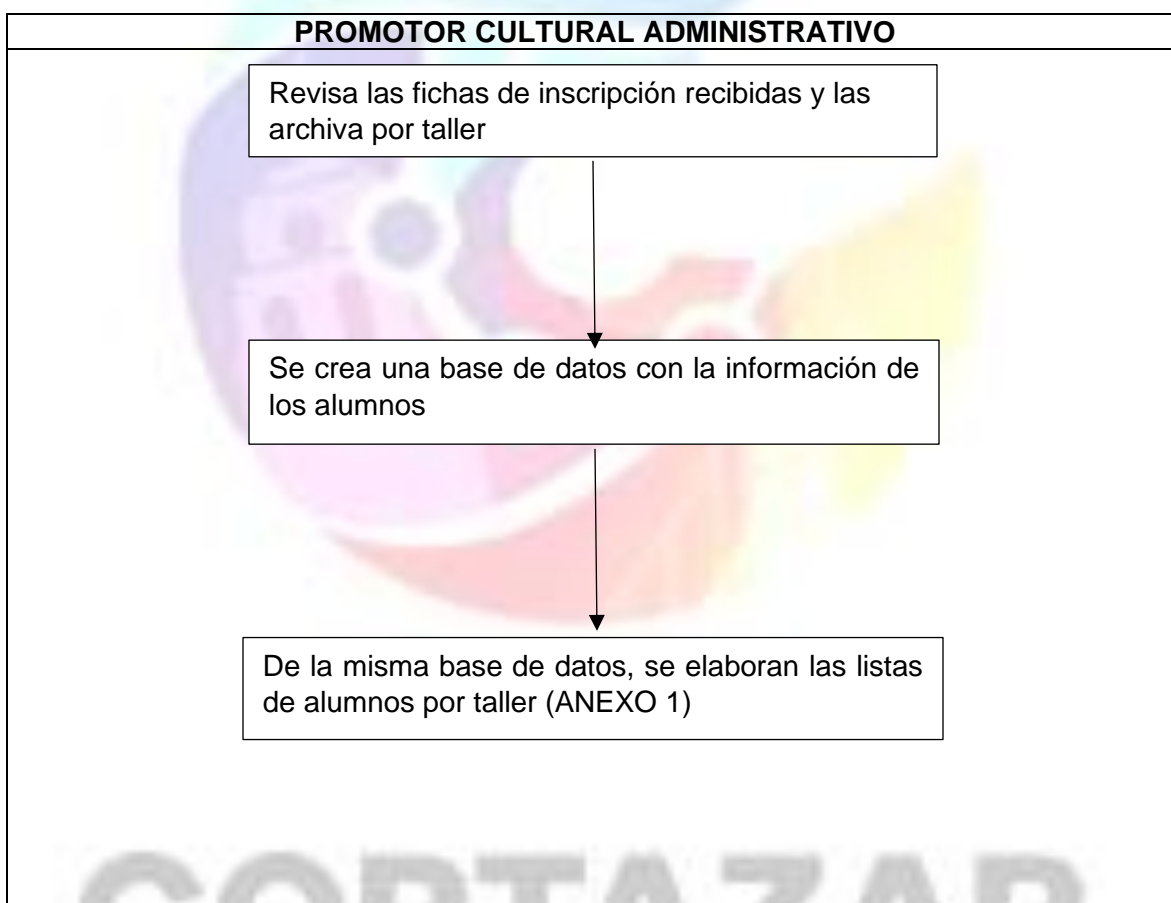 PROMOTOR CULTURAL ADMINISTRATIVO
Revisa las fichas de inscripción recibidas y las
archiva por taller
Se crea una base de datos con la información de
los alumnos
De la misma base de datos, se elaboran las listas
de alumnos por taller (ANEXO 1)
CORTAZAR